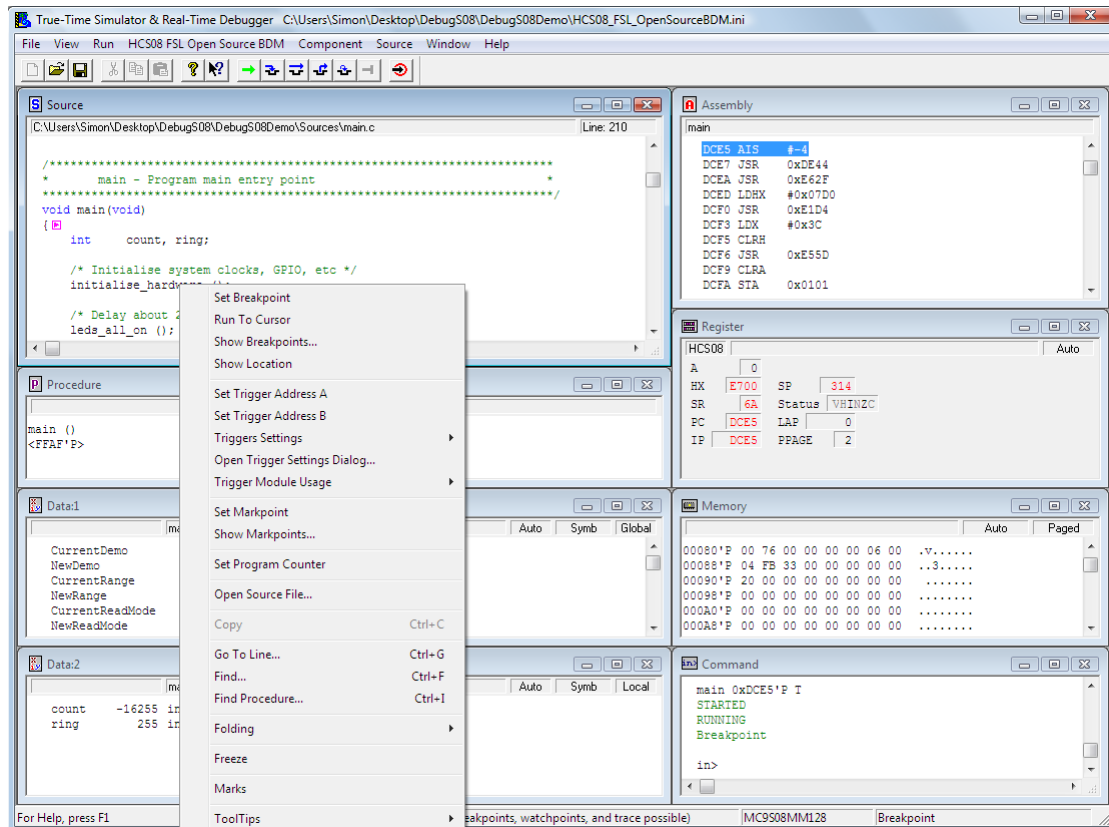 True-Time Simulator & Real-Time Debugger C:\Users\Simon\Desktop\DebugS08\DebugS08Demo\HCS08_FSL_OpenSourceBDM.ini
File View Run HCS08 FSL Open Source BDM Component Source Window Help
Source
C:\Users\Simon\Desktop\DebugS08\DebugS08Demo\Sources\main.c Line: 210
/************************************************************************
* main - Program main entry point *
*************************************************************************/
void main(void)
{
int count, ring;
/* Initialise system clocks, GPIO, etc */
initialise_hardware ();
/* Delay about 2
leds_all_on ();
Assembly
main
DCE5 AIS #-4
DCE7 JSR 0xDE44
DCEA JSR 0xE62F
DCED LDHX #0x07D0
DCF0 JSR 0xE1D4
DCF3 LDX #0x3C
DCF5 CLRH
DCF6 JSR 0xE55D
DCF9 CLRA
DCFA STA 0x0101
Register
HCS08 Auto
A 0
HX E700 SP 314
SR 6A Status VHINZC
PC DCE5 LAP 0
IP DCE5 PPAGE 2
Procedure
main ()
<FFAF'P>
Data:1
Auto Symb Global
CurrentDemo
NewDemo
CurrentRange
NewRange
CurrentReadMode
NewReadMode
Memory
Auto Paged
00080'P 00 76 00 00 00 00 06 00 .v......
00088'P 04 FB 33 00 00 00 00 00 ..3.....
00090'P 20 00 00 00 00 00 00 00 .......
00098'P 00 00 00 00 00 00 00 00 ........
000A0'P 00 00 00 00 00 00 00 00 ........
000A8'P 00 00 00 00 00 00 00 00 ........
Data:2
Auto Symb Local
count -16255 in
ring 255 in
Command
main 0xDCE5'P T
STARTED
RUNNING
Breakpoint
in>
Set Breakpoint
Run To Cursor
Show Breakpoints...
Show Location
Set Trigger Address A
Set Trigger Address B
Triggers Settings
Open Trigger Settings Dialog...
Trigger Module Usage
Set Markpoint
Show Markpoints...
Set Program Counter
Open Source File...
Copy Ctrl+C
Go To Line... Ctrl+G
Find... Ctrl+F
Find Procedure... Ctrl+I
Folding
Freeze
Marks
ToolTips
For Help, press F1 eakpoints, watchpoints, and trace possible) MC9S08MM128 Breakpoint